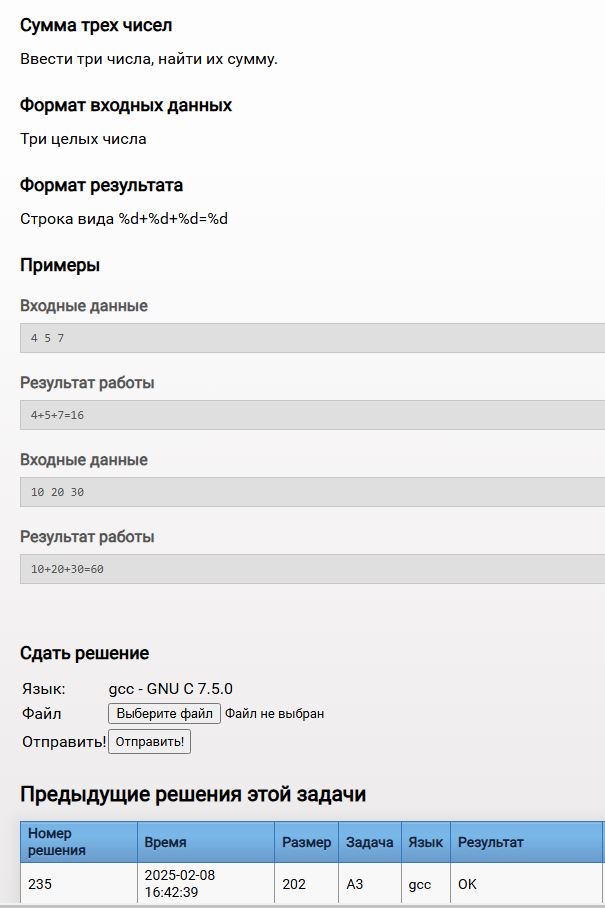 Сумма трех чисел
Ввести три числа, найти их сумму.
Формат входных данных
Три целых числа
Формат результата
Строка вида %d+%d+%d=%d
Примеры
Входные данные
4 5 7
Результат работы
4+5+7=16
Входные данные
10 20 30
Результат работы
10+20+30=60
Сдать решение
Язык: gcc - GNU C 7.5.0
Файл Выберите файл Файл не выбран
Отправить! Отправить!
Предыдущие решения этой задачи
Номер решения Время Размер Задача Язык Результат
235 2025-02-08 16:42:39 202 A3 gcc OK